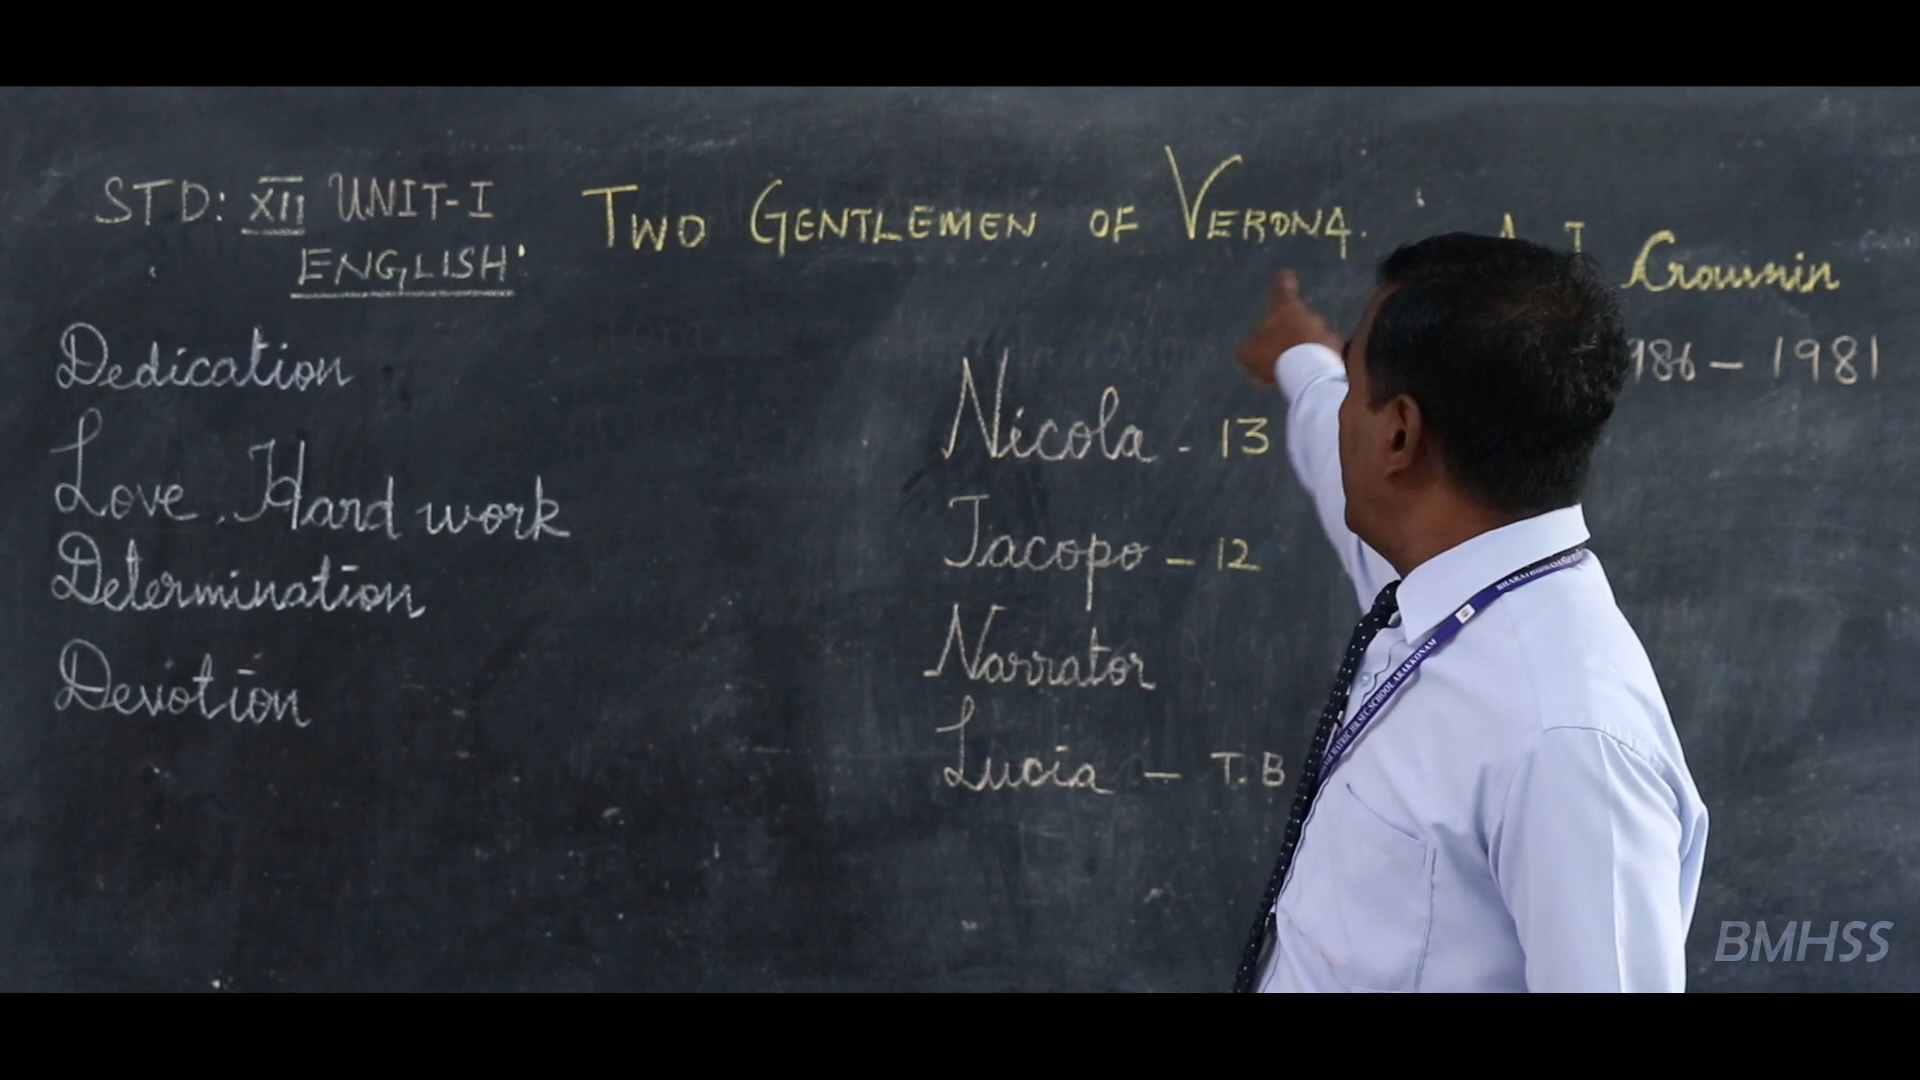 STD: XII UNIT-I
ENGLISH
TWO GENTLEMEN OF VERONA.
Crownin
- 1981
Dedication
Love, Hard work
Determination
Devotion
Nicola - 13
Jacopo - 12
Narrator
Lucia - T.B
BMHSS